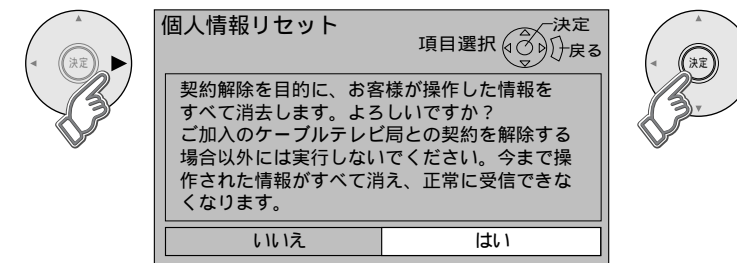 決定
個人情報リセット
項目選択
決定
戻る
契約解除を目的に、お客様が操作した情報を
すべて消去します。よろしいですか？
ご加入のケーブルテレビ局との契約を解除する
場合以外には実行しないでください。今まで操
作された情報がすべて消え、正常に受信できな
くなります。
いいえ
はい
決定